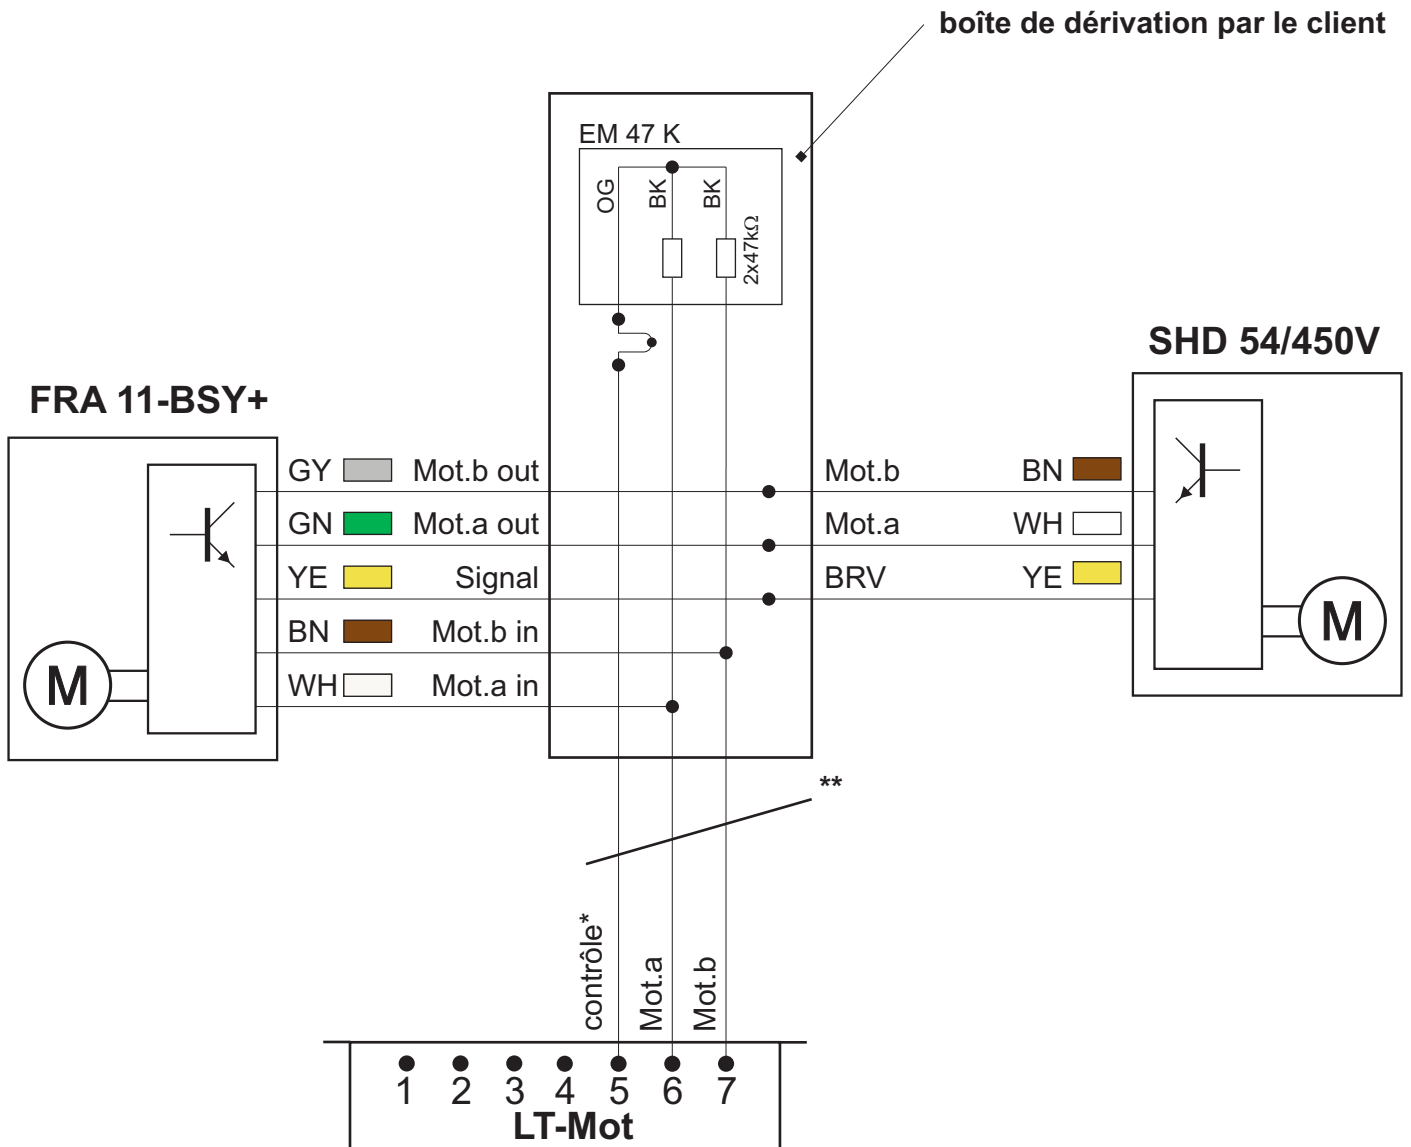 boîte de dérivation par le client
EM 47 K
OG
BK
BK
2x47kΩ
SHD 54/450V
FRA 11-BSY+
GY Mot.b out
Mot.b BN
GN Mot.a out
Mot.a WH
YE Signal
BRV YE
BN Mot.b in
WH Mot.a in
M
M
**
contrôle*
Mot.a
Mot.b
1 2 3 4 5 6 7
LT-Mot